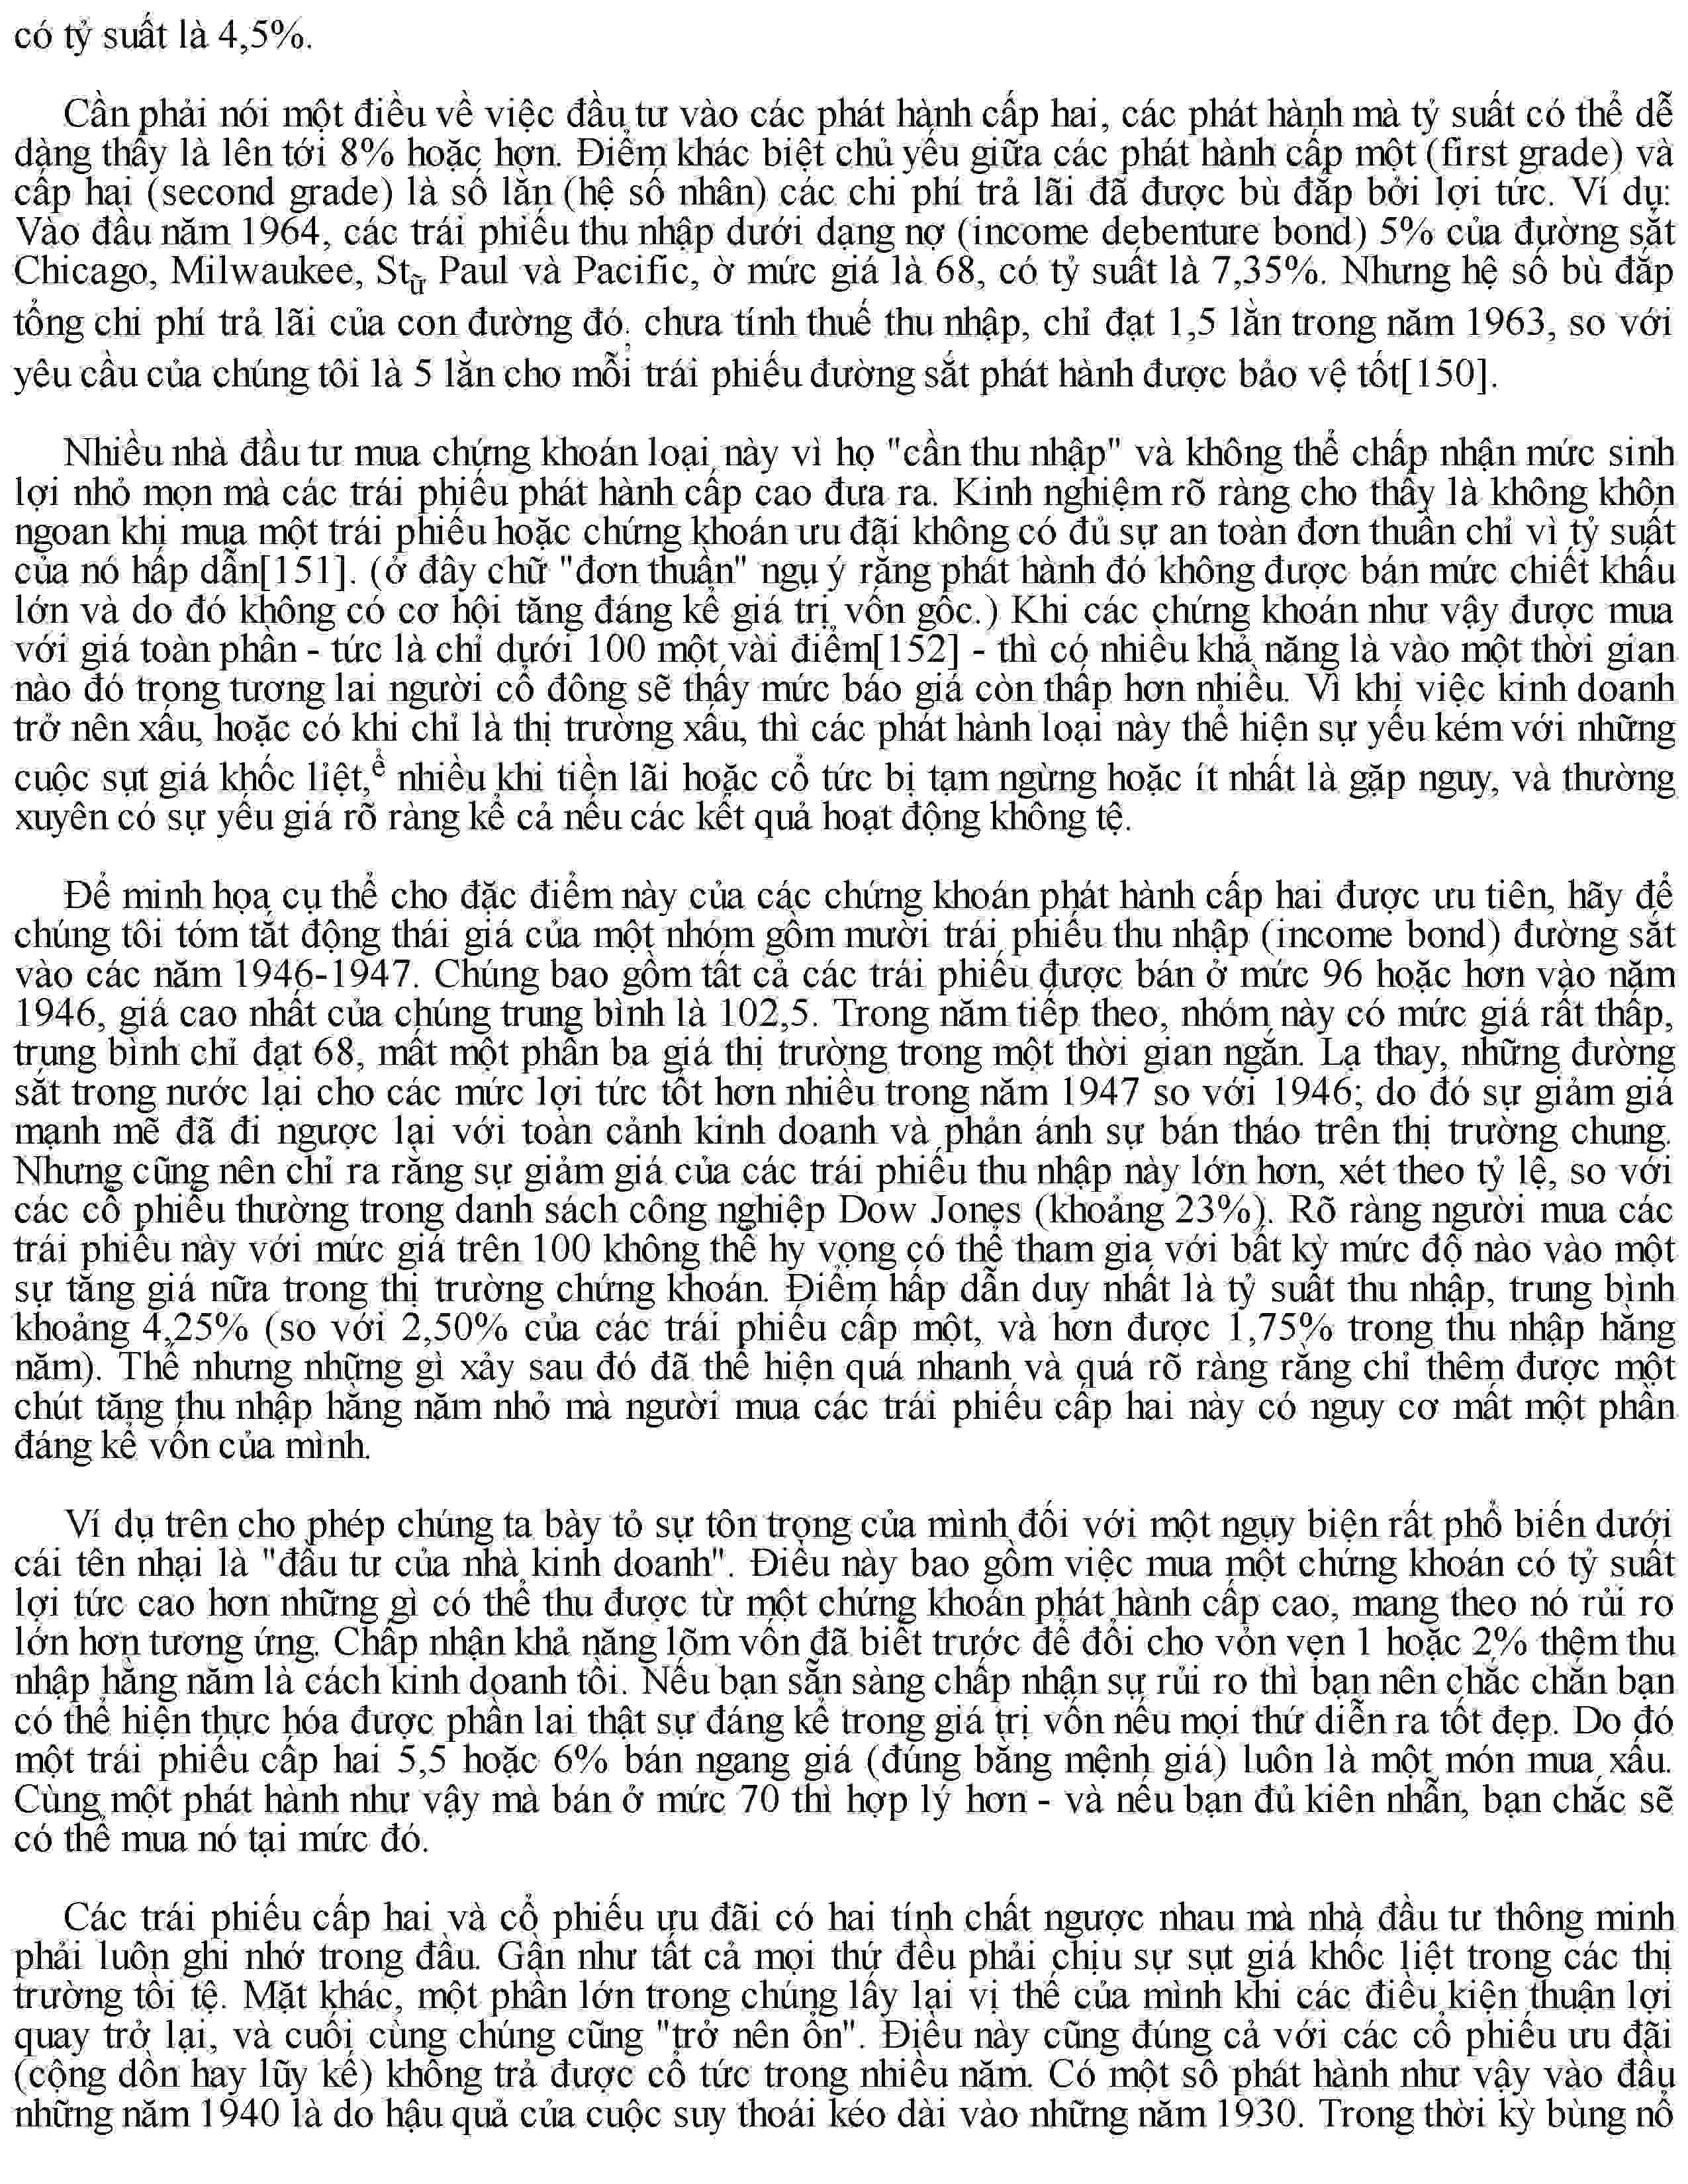 có tỷ suất là 4,5%.
Cần phải nói một điều về việc đầu tư vào các phát hành cấp hai, các phát hành mà tỷ suất có thể dễ
dàng thấy là lên tới 8% hoặc hơn. Điểm khác biệt chủ yếu giữa các phát hành cấp một (first grade) và
cấp hai (second grade) là số lần (hệ số nhân) các chi phí trả lãi đã được bù đắp bởi lợi tức. Ví dụ:
Vào đầu năm 1964, các trái phiếu thu nhập dưới dạng nợ (income debenture bond) 5% của đường sắt
Chicago, Milwaukee, Stữ Paul và Pacific, ở mức giá là 68, có tỷ suất là 7,35%. Nhưng hệ số bù đắp
tổng chi phí trả lãi của con đường đó, chưa tính thuế thu nhập, chỉ đạt 1,5 lần trong năm 1963, so với
yêu cầu của chúng tôi là 5 lần cho mỗi trái phiếu đường sắt phát hành được bảo vệ tốt[150].
Nhiều nhà đầu tư mua chứng khoán loại này vì họ "cần thu nhập" và không thể chấp nhận mức sinh
lợi nhỏ mọn mà các trái phiếu phát hành cấp cao đưa ra. Kinh nghiệm rõ ràng cho thấy là không khôn
ngoan khi mua một trái phiếu hoặc chứng khoán ưu đãi không có đủ sự an toàn đơn thuần chỉ vì tỷ suất
của nó hấp dẫn[151]. (ở đây chữ "đơn thuần" ngụ ý rằng phát hành đó không được bán mức chiết khấu
lớn và do đó không có cơ hội tăng đáng kể giá trị vốn gốc.) Khi các chứng khoán như vậy được mua
với giá toàn phần - tức là chỉ dưới 100 một vài điểm[152] - thì có nhiều khả năng là vào một thời gian
nào đó trong tương lai người cổ đông sẽ thấy mức báo giá còn thấp hơn nhiều. Vì khi việc kinh doanh
trở nên xấu, hoặc có khi chỉ là thị trường xấu, thì các phát hành loại này thể hiện sự yếu kém với những
cuộc sụt giá khốc liệt,ề nhiều khi tiền lãi hoặc cổ tức bị tạm ngừng hoặc ít nhất là gặp nguy, và thường
xuyên có sự yếu giá rõ ràng kể cả nếu các kết quả hoạt động không tệ.
Để minh họa cụ thể cho đặc điểm này của các chứng khoán phát hành cấp hai được ưu tiên, hãy để
chúng tôi tóm tắt động thái giá của một nhóm gồm mười trái phiếu thu nhập (income bond) đường sắt
vào các năm 1946-1947. Chúng bao gồm tất cả các trái phiếu được bán ở mức 96 hoặc hơn vào năm
1946, giá cao nhất của chúng trung bình là 102,5. Trong năm tiếp theo, nhóm này có mức giá rất thấp,
trung bình chỉ đạt 68, mất một phần ba giá thị trường trong một thời gian ngắn. Lạ thay, những đường
sắt trong nước lại cho các mức lợi tức tốt hơn nhiều trong năm 1947 so với 1946; do đó sự giảm giá
mạnh mẽ đã đi ngược lại với toàn cảnh kinh doanh và phản ánh sự bán tháo trên thị trường chung.
Nhưng cũng nên chỉ ra rằng sự giảm giá của các trái phiếu thu nhập này lớn hơn, xét theo tỷ lệ, so với
các cổ phiếu thường trong danh sách công nghiệp Dow Jones (khoảng 23%). Rõ ràng người mua các
trái phiếu này với mức giá trên 100 không thể hy vọng có thể tham gia với bất kỳ mức độ nào vào một
sự tăng giá nữa trong thị trường chứng khoán. Điểm hấp dẫn duy nhất là tỷ suất thu nhập, trung bình
khoảng 4,25% (so với 2,50% của các trái phiếu cấp một, và hơn được 1,75% trong thu nhập hằng
năm). Thế nhưng những gì xảy sau đó đã thể hiện quá nhanh và quá rõ ràng rằng chỉ thêm được một
chút tăng thu nhập hằng năm nhỏ mà người mua các trái phiếu cấp hai này có nguy cơ mất một phần
đáng kể vốn của mình.
Ví dụ trên cho phép chúng ta bày tỏ sự tôn trọng của mình đối với một ngụy biện rất phổ biến dưới
cái tên nhại là "đầu tư của nhà kinh doanh". Điều này bao gồm việc mua một chứng khoán có tỷ suất
lợi tức cao hơn những gì có thể thu được từ một chứng khoán phát hành cấp cao, mang theo nó rủi ro
lớn hơn tương ứng. Chấp nhận khả năng lõm vốn đã biết trước để đổi cho vỏn vẹn 1 hoặc 2% thêm thu
nhập hằng năm là cách kinh doanh tồi. Nếu bạn sẵn sàng chấp nhận sự rủi ro thì bạn nên chắc chắn bạn
có thể hiện thực hóa được phần lai thật sự đáng kể trong giá trị vốn nếu mọi thứ diễn ra tốt đẹp. Do đó
một trái phiếu cấp hai 5,5 hoặc 6% bán ngang giá (đúng bằng mệnh giá) luôn là một món mua xấu.
Cùng một phát hành như vậy mà bán ở mức 70 thì hợp lý hơn - và nếu bạn đủ kiên nhẫn, bạn chắc sẽ
có thể mua nó tại mức đó.
Các trái phiếu cấp hai và cổ phiếu ưu đãi có hai tính chất ngược nhau mà nhà đầu tư thông minh
phải luôn ghi nhớ trong đầu. Gần như tất cả mọi thứ đều phải chịu sự sụt giá khốc liệt trong các thị
trường tồi tệ. Mặt khác, một phần lớn trong chúng lấy lại vị thế của mình khi các điều kiện thuận lợi
quay trở lại, và cuối cùng chúng cũng "trở nên ổn". Điều này cũng đúng cả với các cổ phiếu ưu đãi
(cộng dồn hay lũy kế) không trả được cổ tức trong nhiều năm. Có một số phát hành như vậy vào đầu
những năm 1940 là do hậu quả của cuộc suy thoái kéo dài vào những năm 1930. Trong thời kỳ bùng nổ